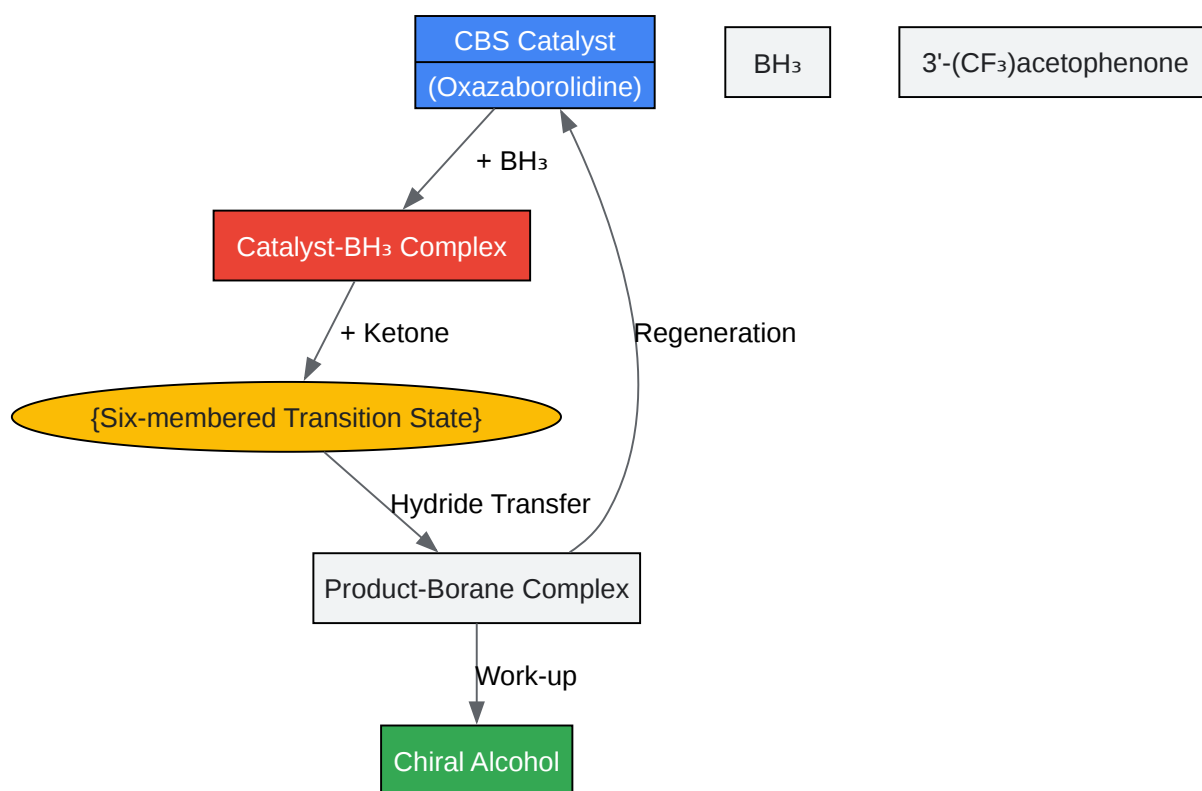 CBS Catalyst
(Oxazaborolidine)
BH₃
3'-(CF₃)acetophenone
+ BH₃
Catalyst-BH₃ Complex
+ Ketone
Regeneration
{Six-membered Transition State}
Hydride Transfer
Product-Borane Complex
Work-up
Chiral Alcohol